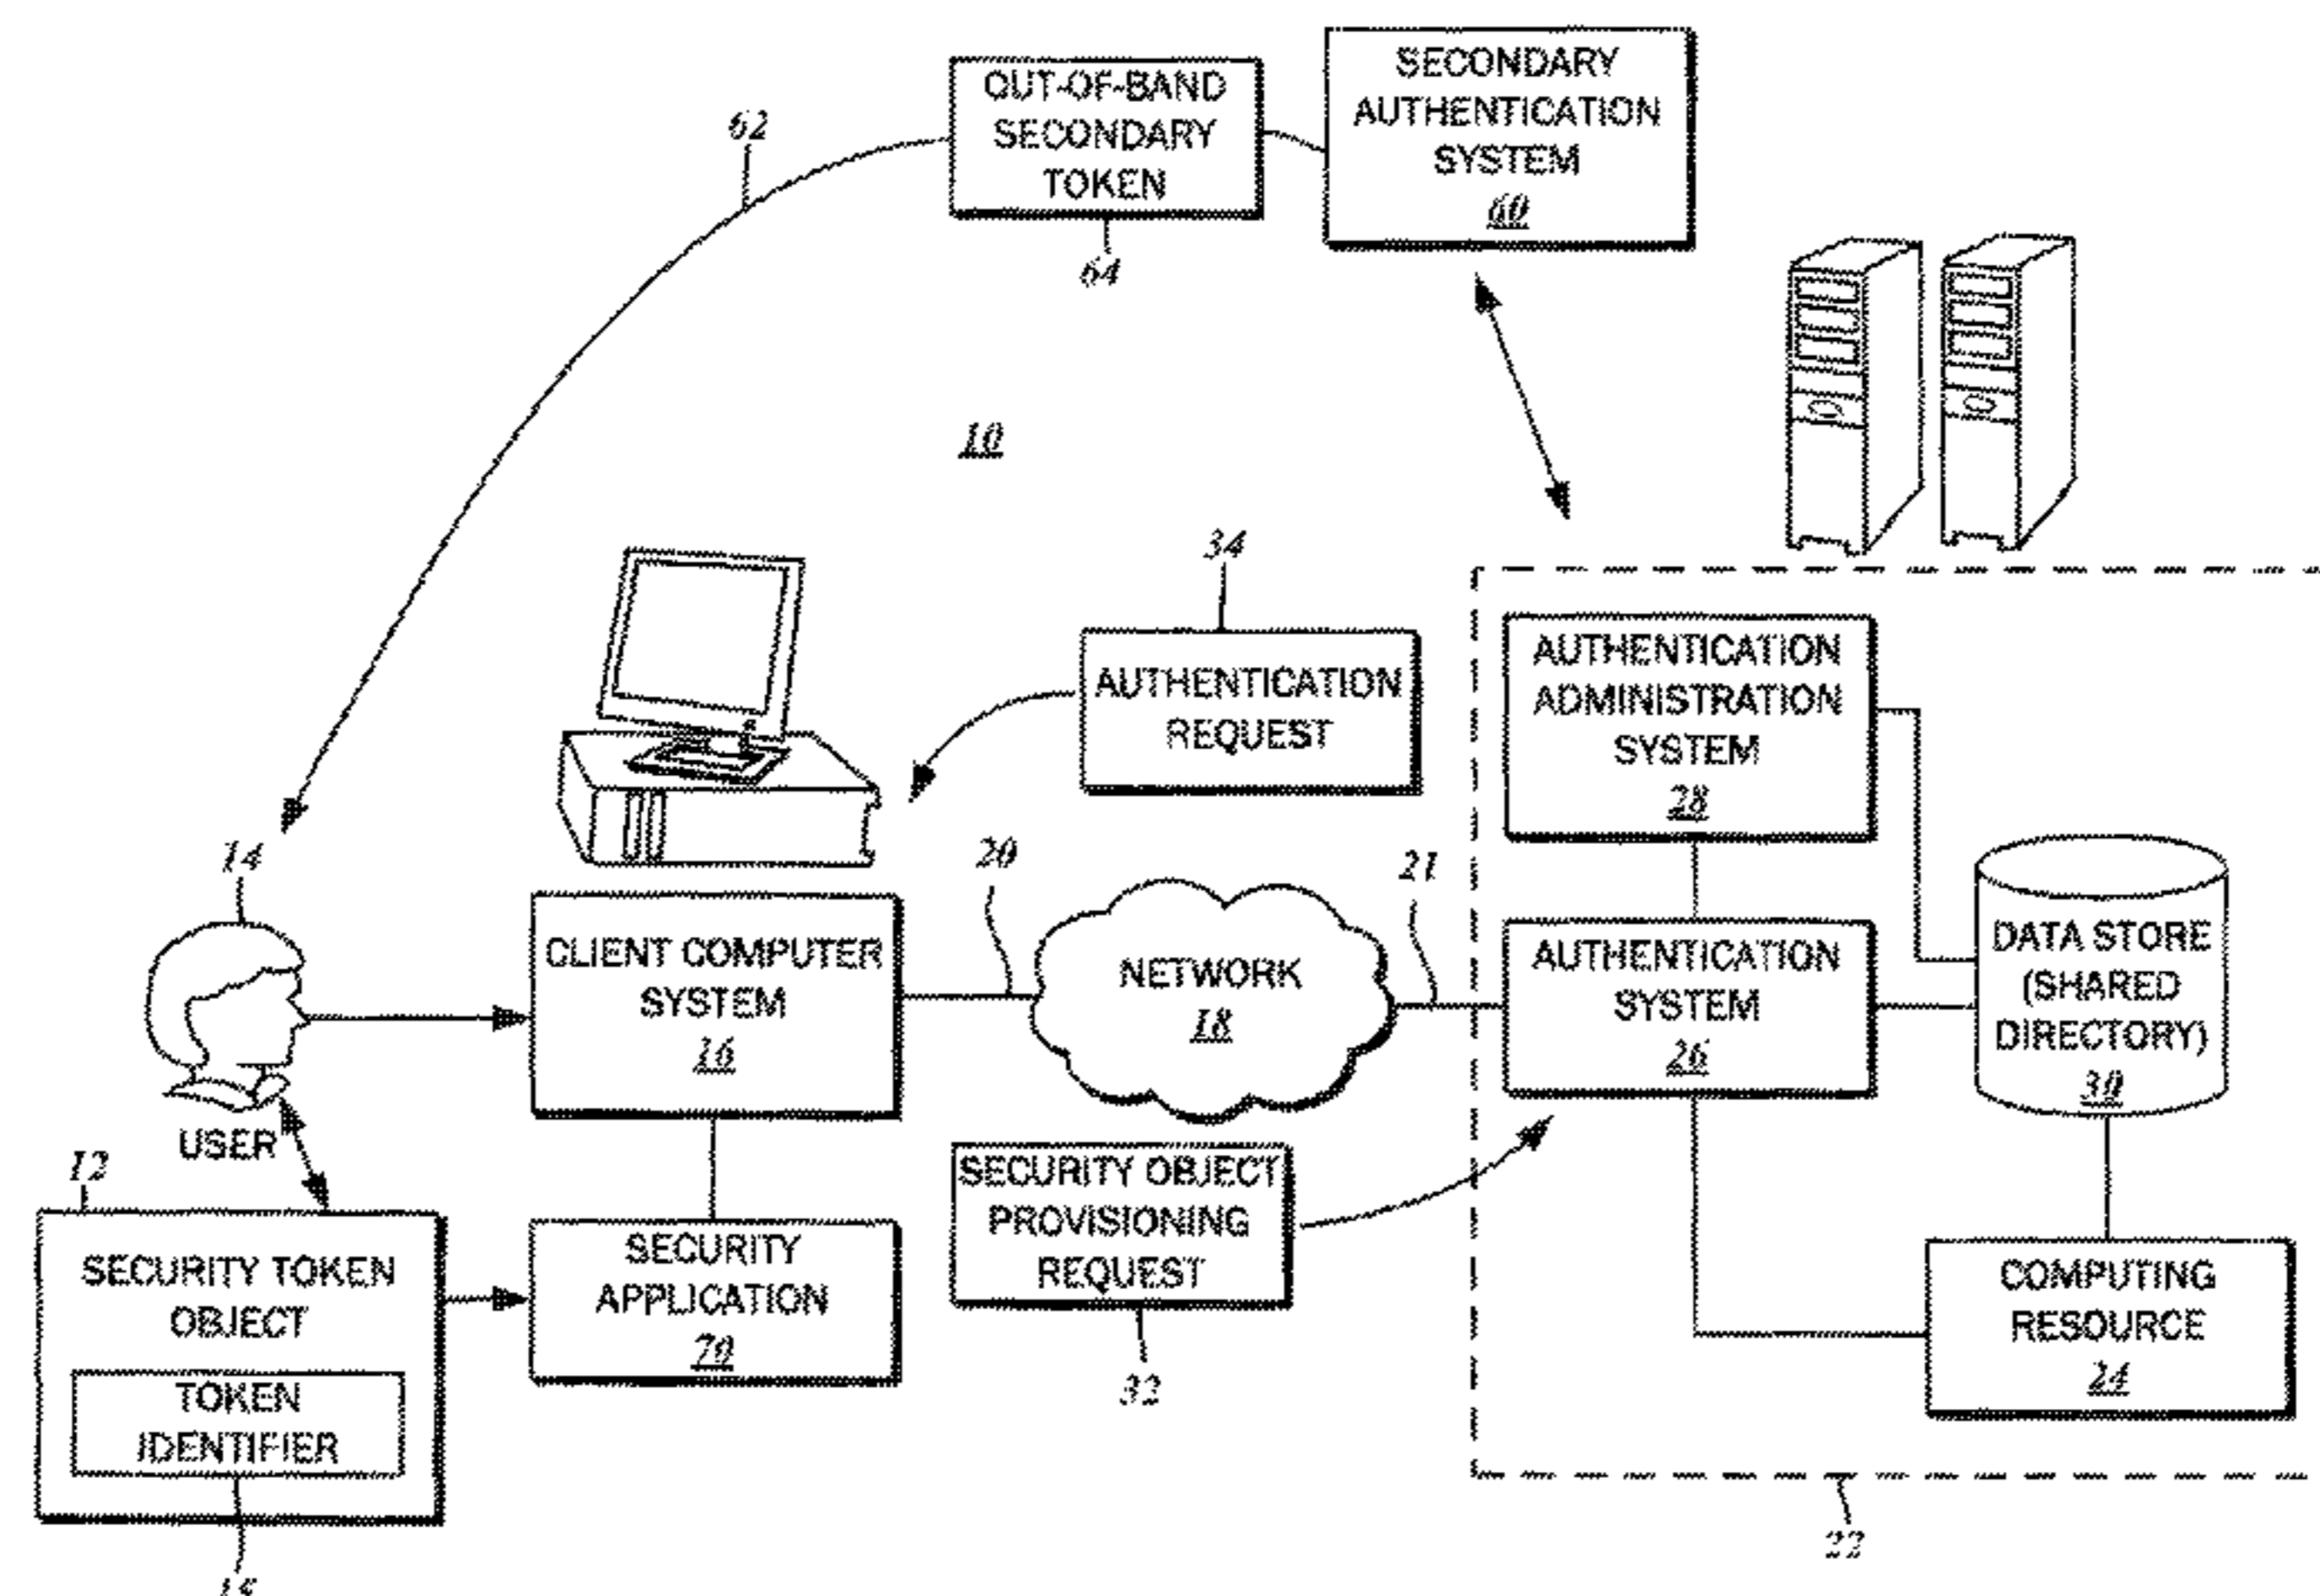 OUT-OF-BAND
SECONDARY
TOKEN
64
SECONDARY
AUTHENTICATION
SYSTEM
60
62
10
34
AUTHENTICATION
REQUEST
AUTHENTICATION
ADMINISTRATION
SYSTEM
28
14
USER
CLIENT COMPUTER
SYSTEM
16
20
NETWORK
18
21
AUTHENTICATION
SYSTEM
26
DATA STORE
(SHARED
DIRECTORY)
30
12
SECURITY TOKEN
OBJECT
TOKEN
IDENTIFIER
SECURITY
APPLICATION
70
SECURITY OBJECT
PROVISIONING
REQUEST
32
COMPUTING
RESOURCE
24
22